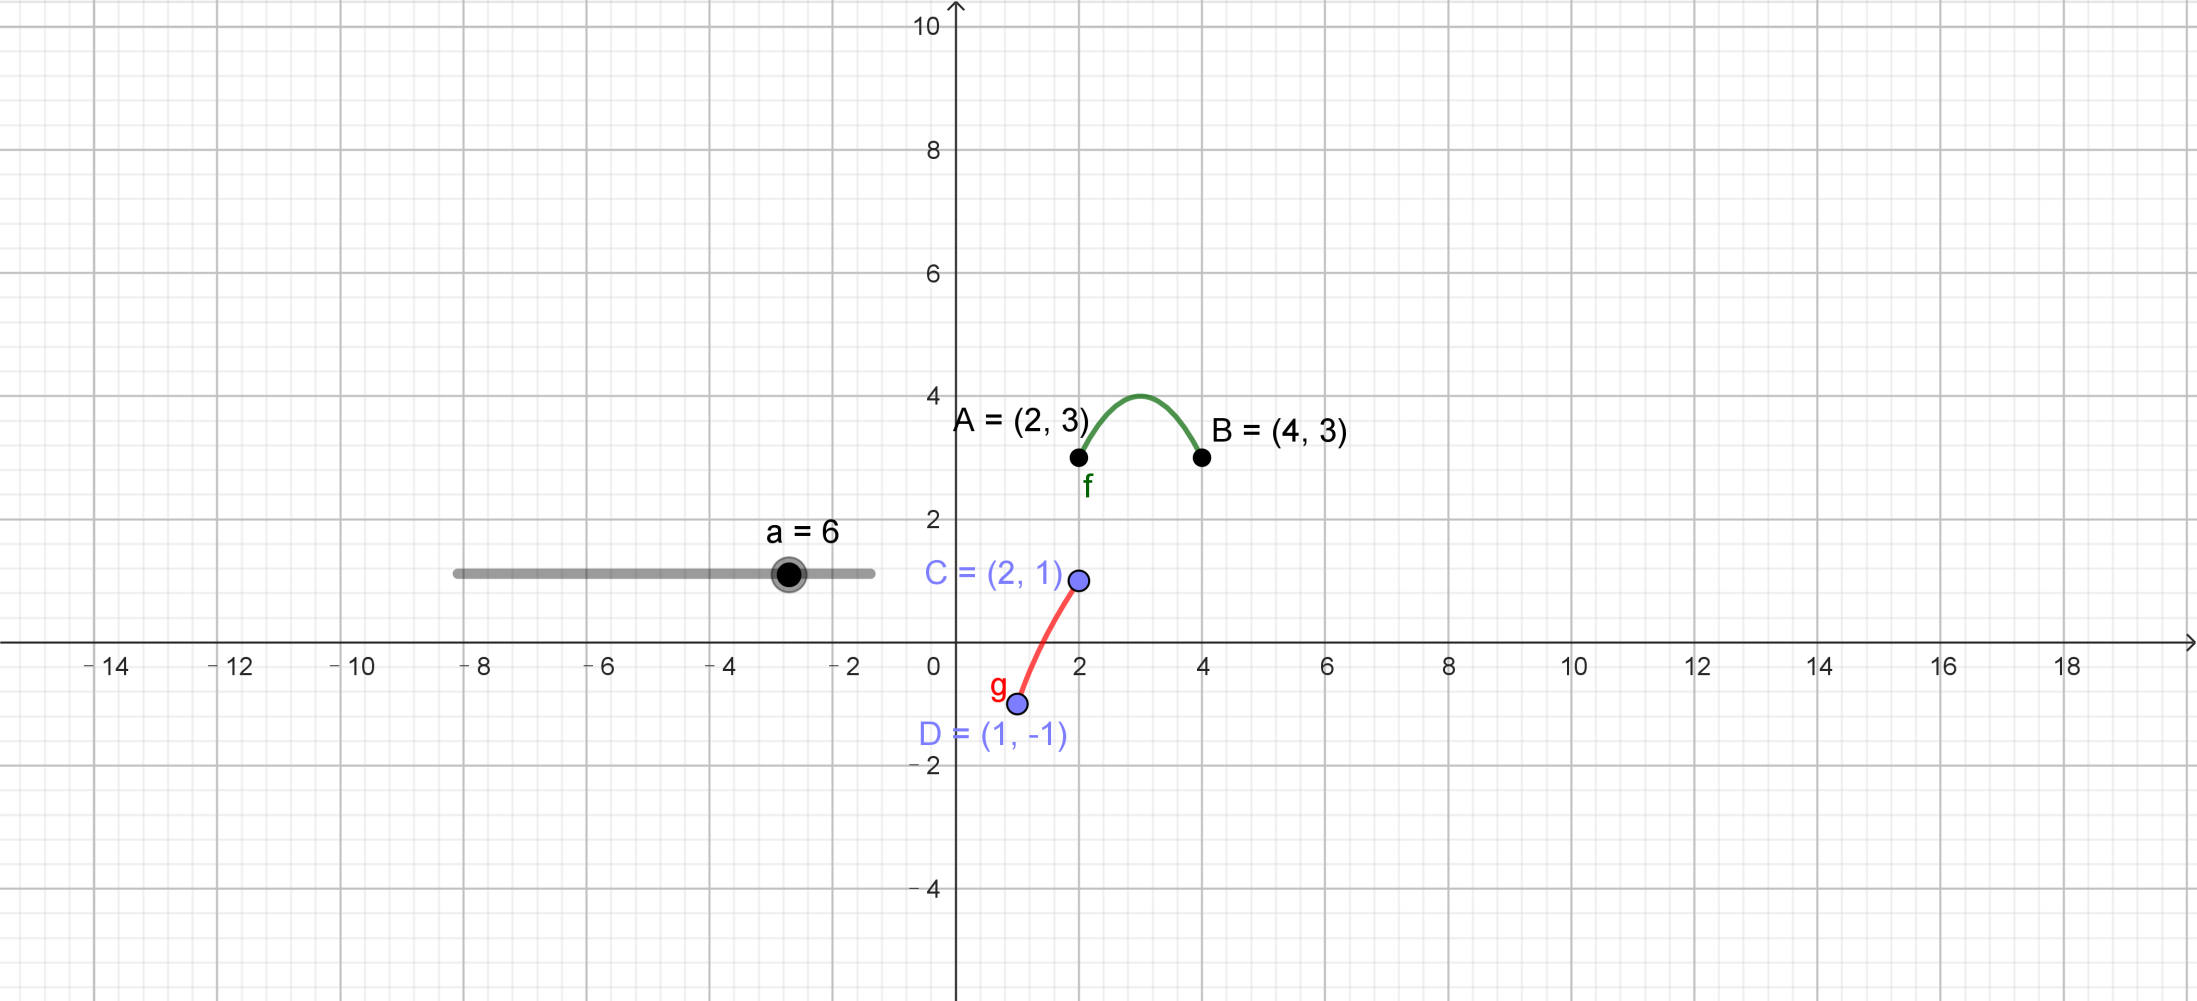 10
8
6
4
A = (2, 3)
B = (4, 3)
f
2
a = 6
C = (2, 1)
– 14 – 12 – 10 – 8 – 6 – 4 – 2 0 2 4 6 8 10 12 14 16 18
g
D = (1, -1)
– 2
– 4